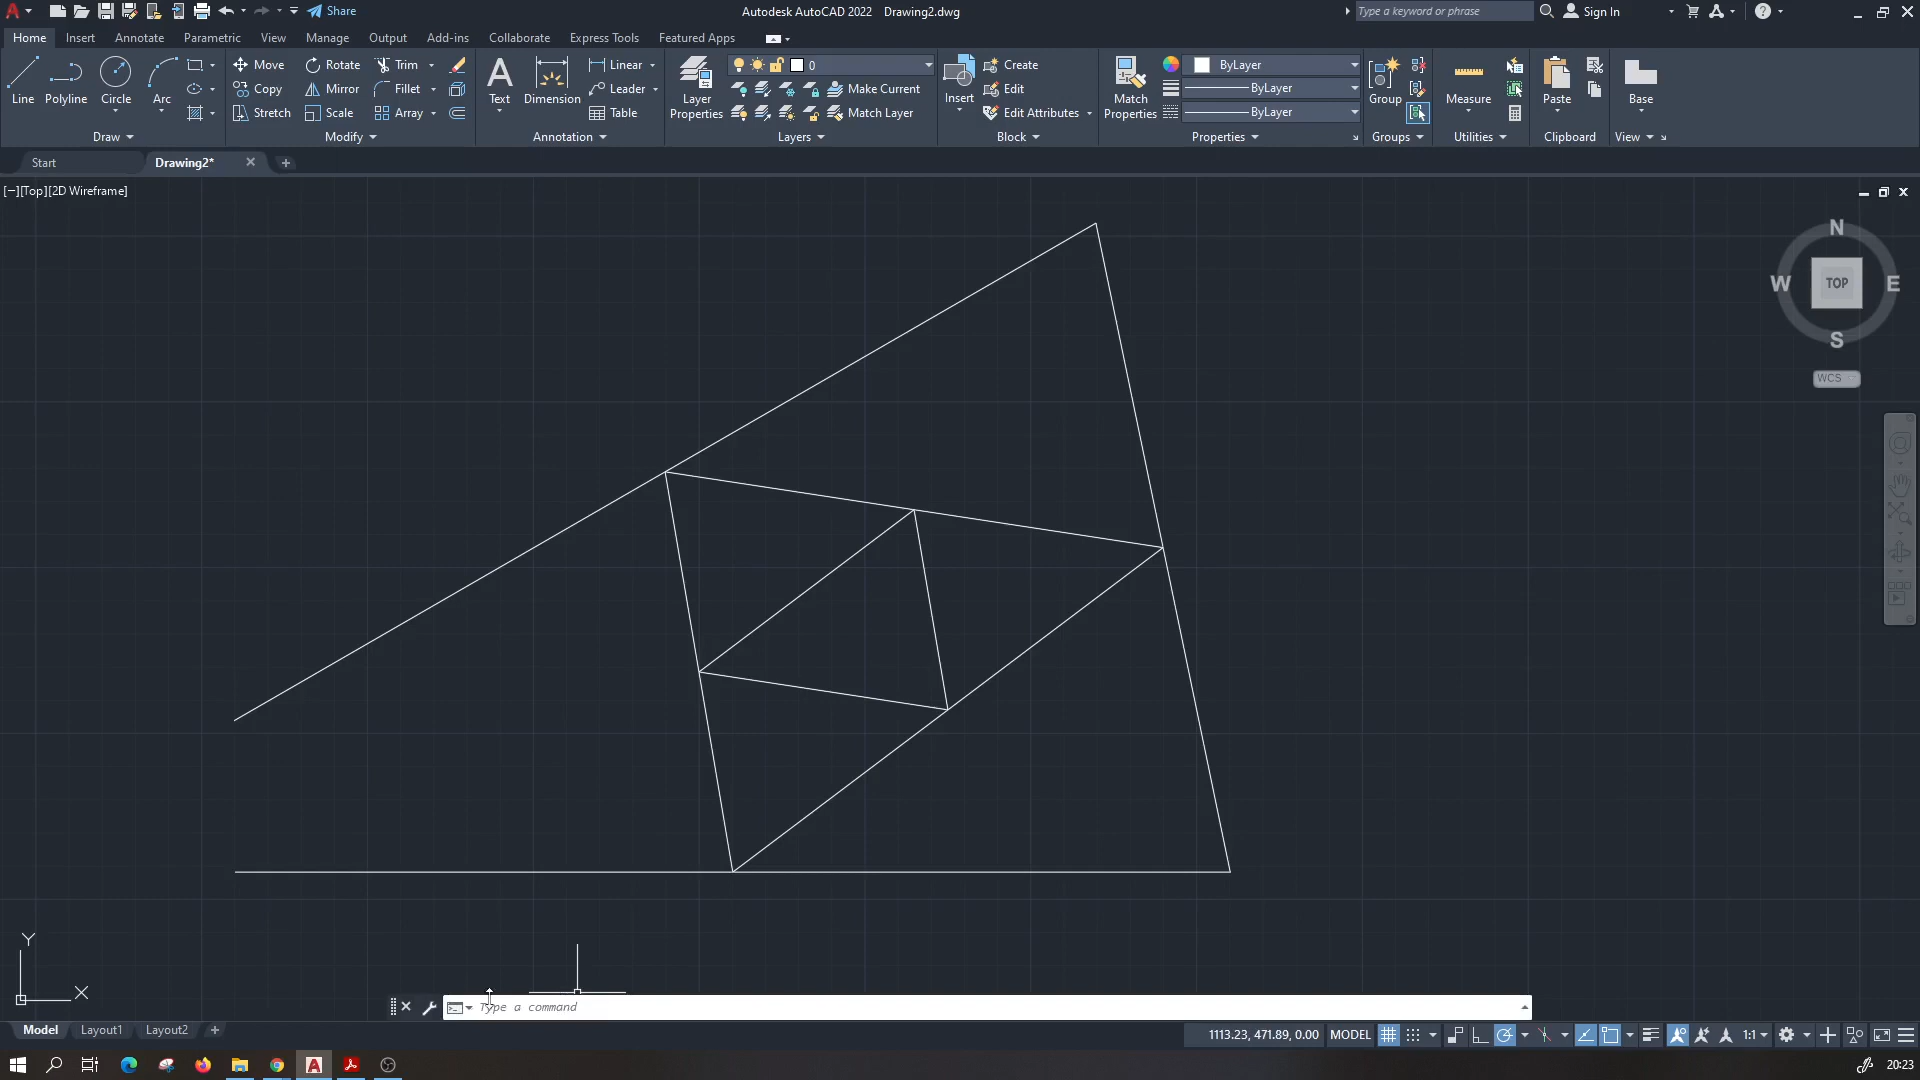 Share
Autodesk AutoCAD 2022 Drawing2.dwg
Type a keyword or phrase
Sign In
Home Insert Annotate Parametric View Manage Output Add-ins Collaborate Express Tools Featured Apps
Line Polyline Circle Arc
Move Rotate Trim
Copy Mirror Fillet
Stretch Scale Array
Text Dimension
Linear
Leader
Table
Layer Properties
0
Make Current
Match Layer
Insert
Create
Edit
Edit Attributes
Match Properties
ByLayer
ByLayer
ByLayer
Group
Measure
Paste
Base
Draw Modify Annotation Layers Block Properties Groups Utilities Clipboard View
Start Drawing2*
[−][Top][2D Wireframe]
N
W TOP E
S
WCS
Y
X
Type a command
Model Layout1 Layout2
1113.23, 471.89, 0.00 MODEL 1:1
20:23